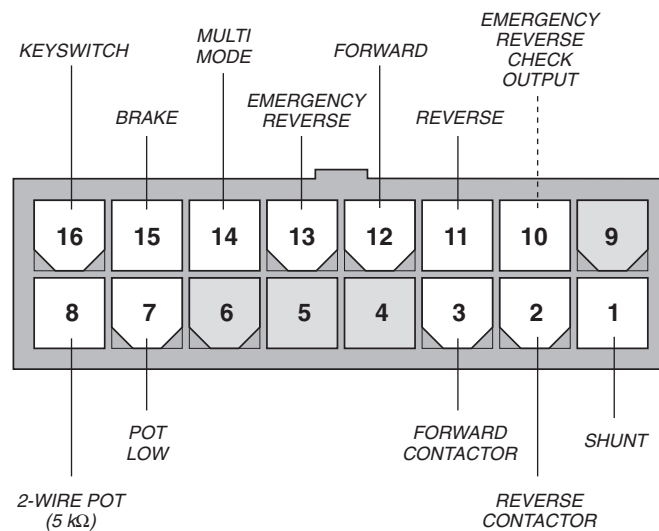 EMERGENCY
REVERSE
CHECK
OUTPUT
KEYSWITCH
MULTI
MODE
FORWARD
BRAKE
EMERGENCY
REVERSE
REVERSE
16 15 14 13 12 11 10 9
8 7 6 5 4 3 2 1
POT
LOW
FORWARD
CONTACTOR
SHUNT
2-WIRE POT
(5 kΩ)
REVERSE
CONTACTOR